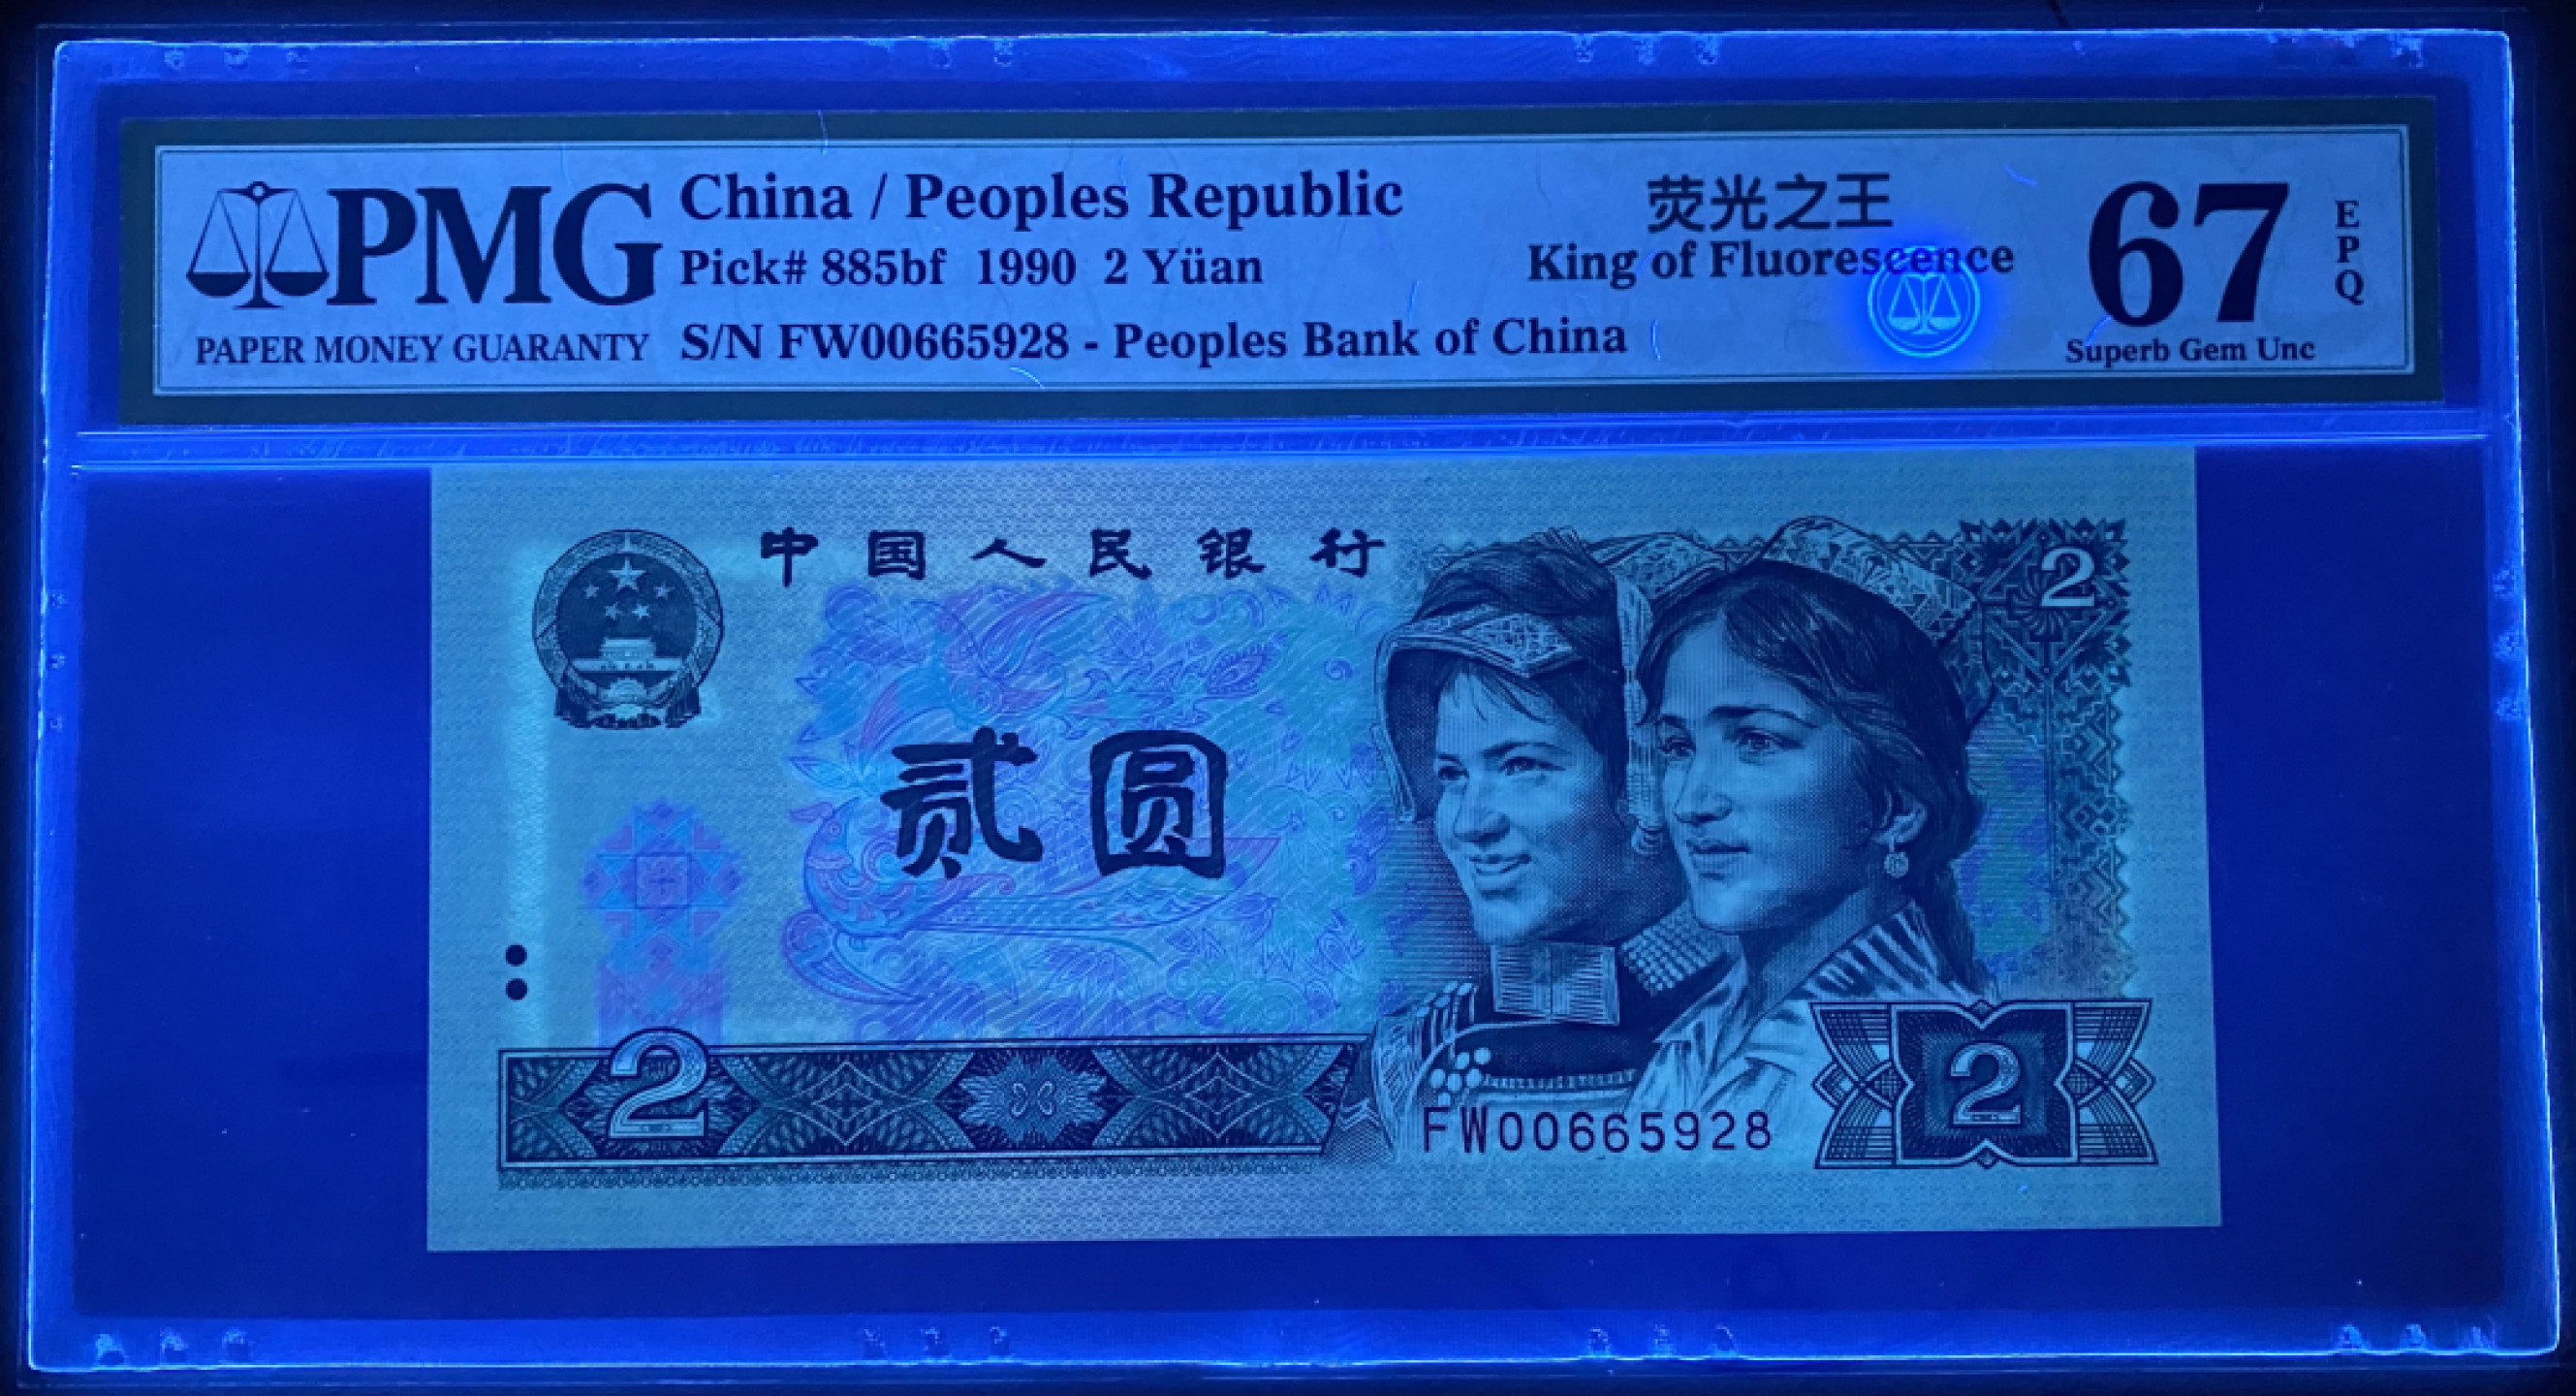 PMG
PAPER MONEY GUARANTY
China / Peoples Republic
Pick# 885bf 1990 2 Yüan
S/N FW00665928 - Peoples Bank of China
荧光之王
King of Fluorescence
67
EPQ
Superb Gem Unc
中国人民银行
2
贰圆
2
FW00665928
2